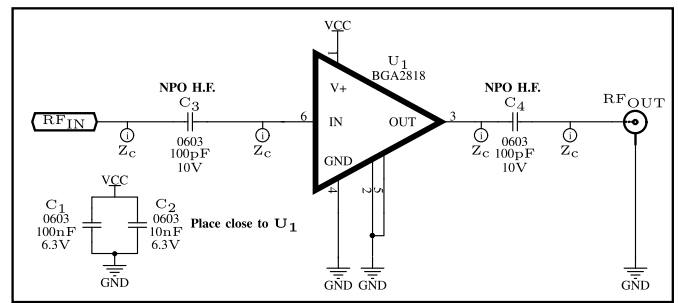 VCC
1
U1
BGA2818
V+
NPO H.F.
C3
NPO H.F.
C4
RFOUT
RFIN
6
IN
OUT
3
i
ZC
0603
100pF
10V
i
ZC
i
ZC
0603
100pF
10V
i
ZC
GND
4
2
5
VCC
C1
0603
100nF
6.3V
C2
0603
10nF
6.3V
Place close to U1
GND
GND
GND
GND